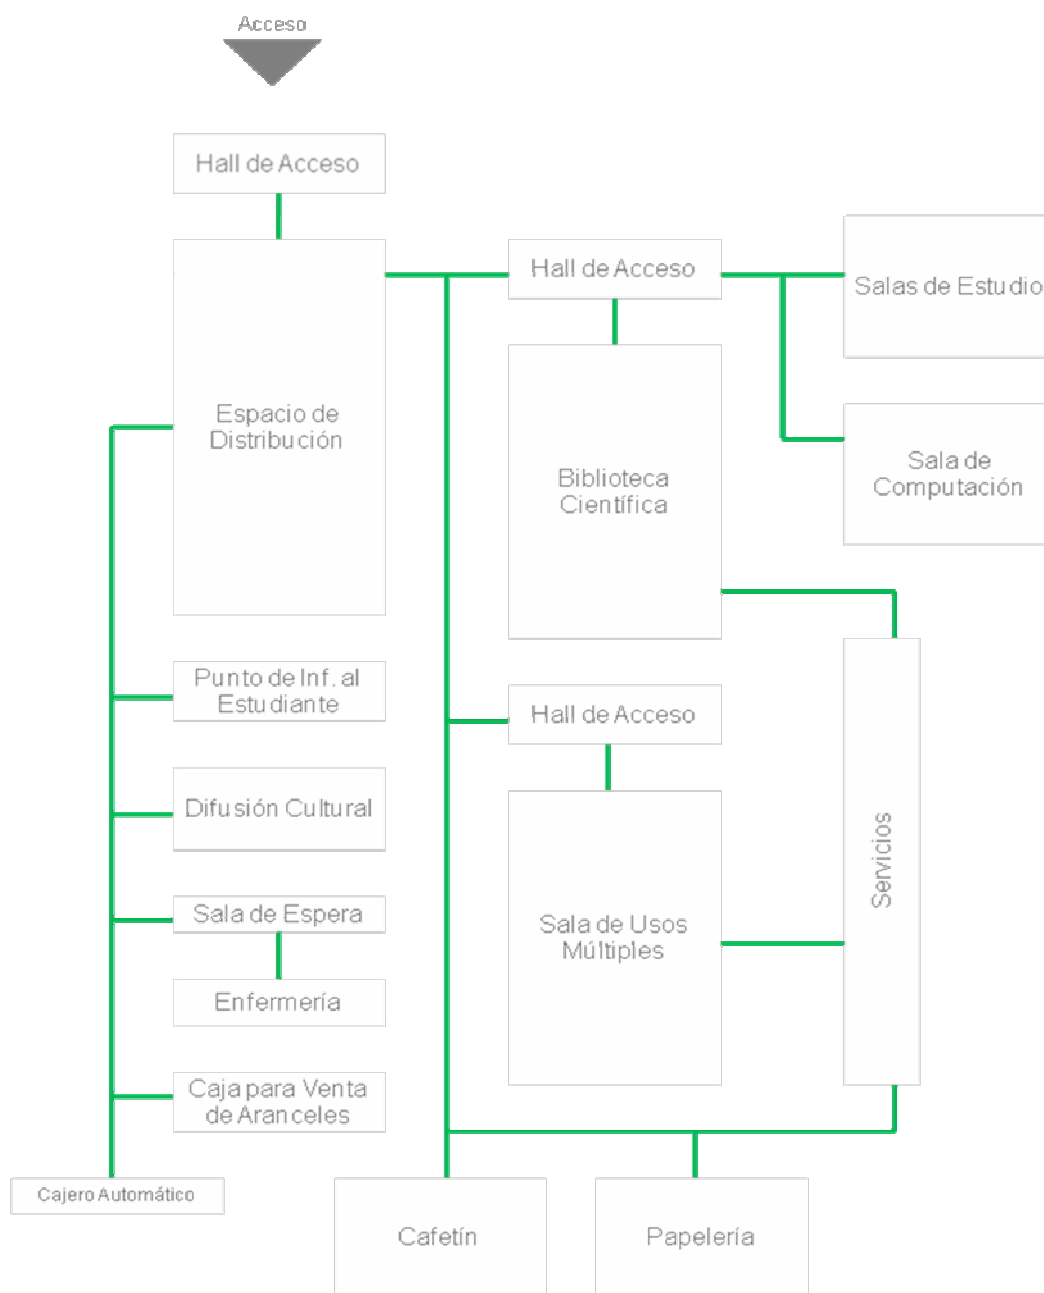 Acceso
Hall de Acceso
Espacio de
Distribución
Hall de Acceso
Salas de Estudio
Biblioteca
Científica
Sala de
Computación
Punto de Inf. al
Estudiante
Hall de Acceso
Difusión Cultural
Sala de Espera
Enfermería
Sala de Usos
Múltiples
Servicios
Caja para Venta
de Aranceles
Cajero Automático
Cafetín
Papelería